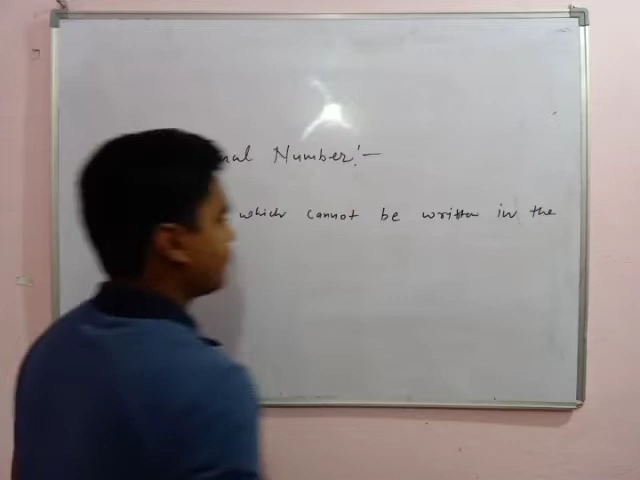 nal Number:-
which cannot be written in the